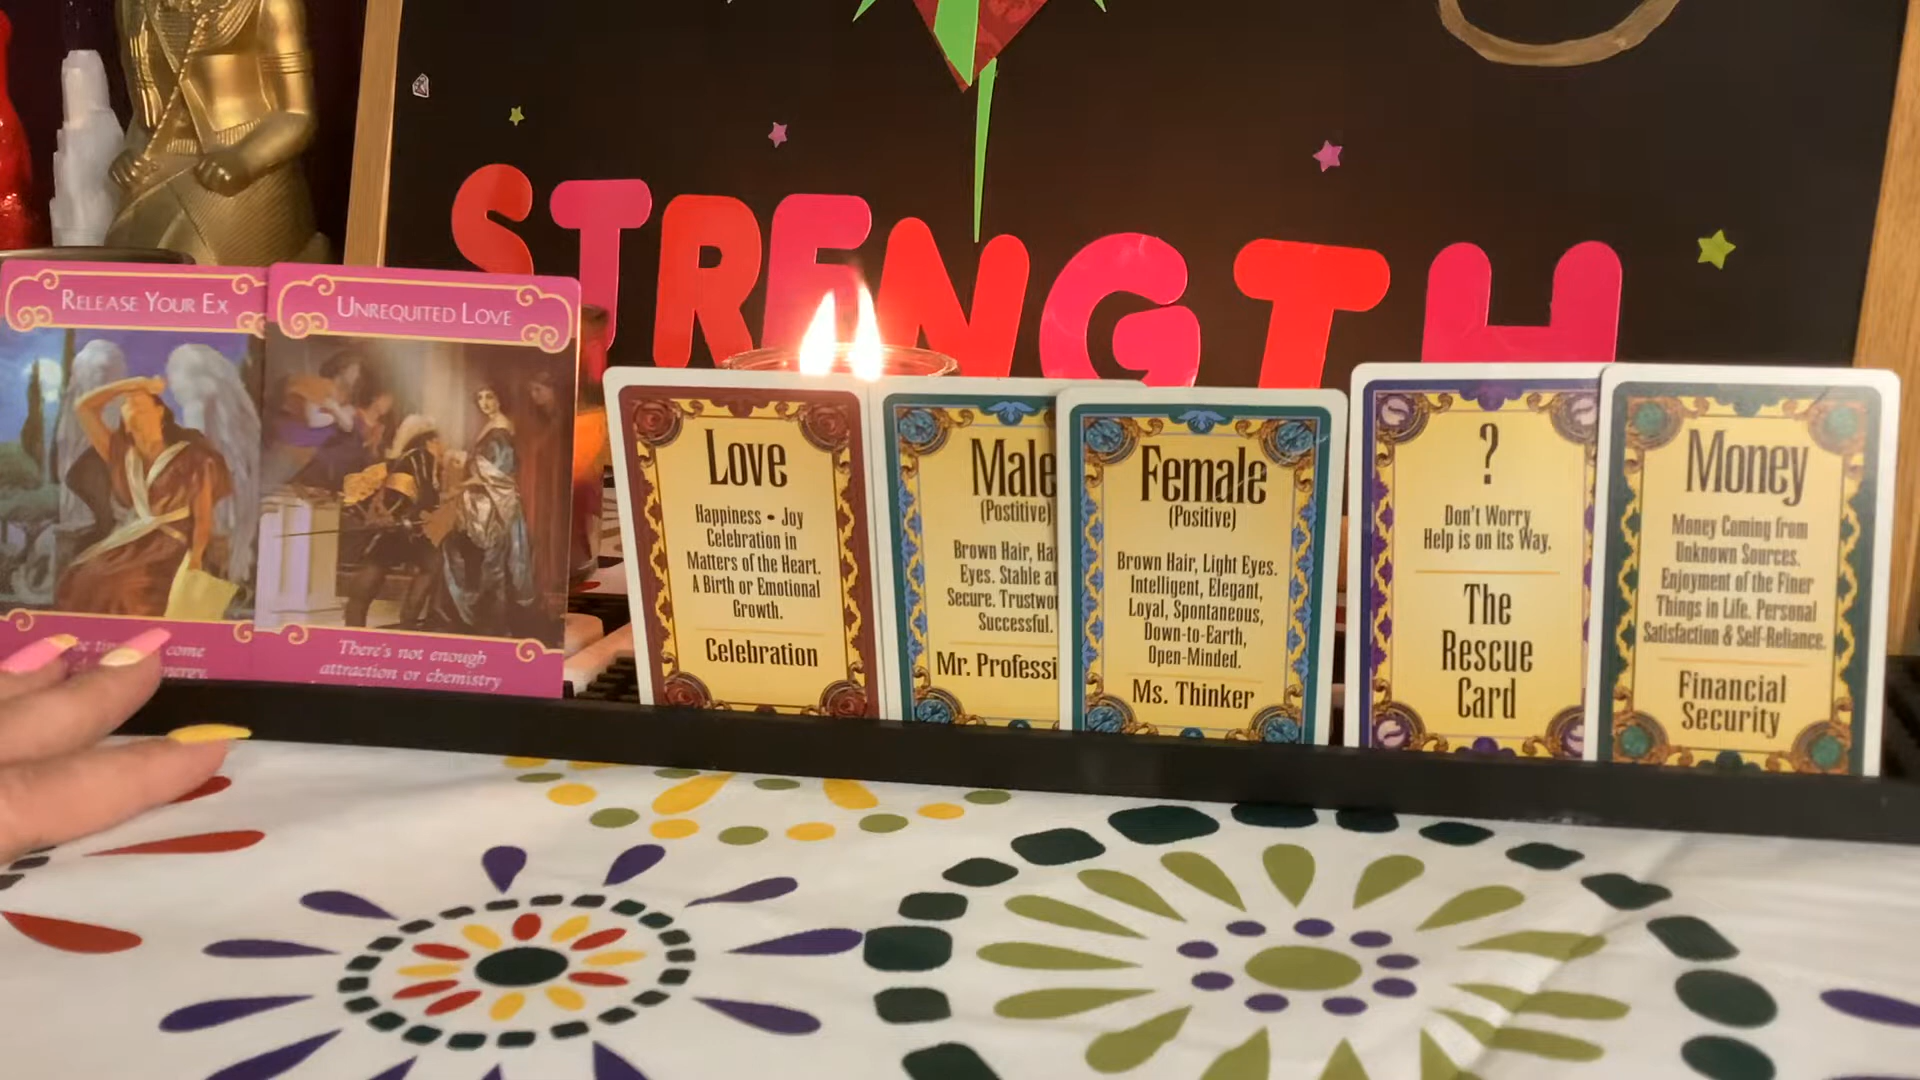 STRENGTH
RELEASE YOUR EX
come
UNREQUITED LOVE
There's not enough
attraction or chemistry
Love
Happiness • Joy
Celebration in
Matters of the Heart.
A Birth or Emotional
Growth.
Celebration
Male
(Postitive)
Brown Hair,
Eyes. Stable
Secure.
Successful.
Mr.
Female
(Positive)
Brown Hair, Light Eyes.
Intelligent, Elegant,
Loyal, Spontaneous,
Down-to-Earth,
Open-Minded.
Ms. Thinker
?
Don't Worry
Help is on its Way.
The
Rescue
Card
Money
Money Coming from
Unknown Sources.
Enjoyment of the Finer
Things in Life. Personal
Satisfaction & Self-Reliance.
Financial
Security